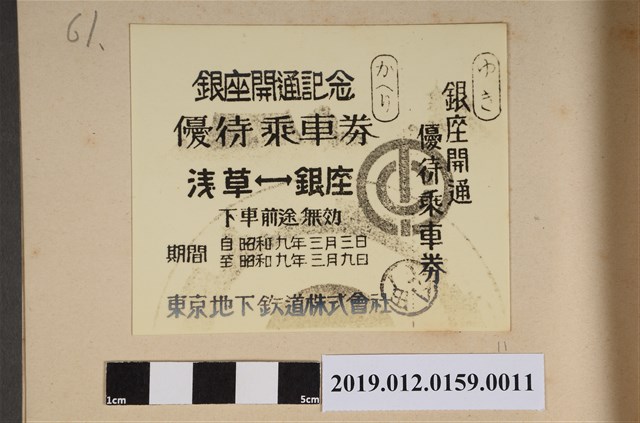 61、
ゆき
銀座開通
優待乗車券
かへり
銀座開通記念
優待乗車券
浅草⟷銀座
下車前途無効
期間
自昭和九年三月三日
至昭和九年三月九日
東京地下鉄道株式會社
11
1cm
5cm
2019.012.0159.0011